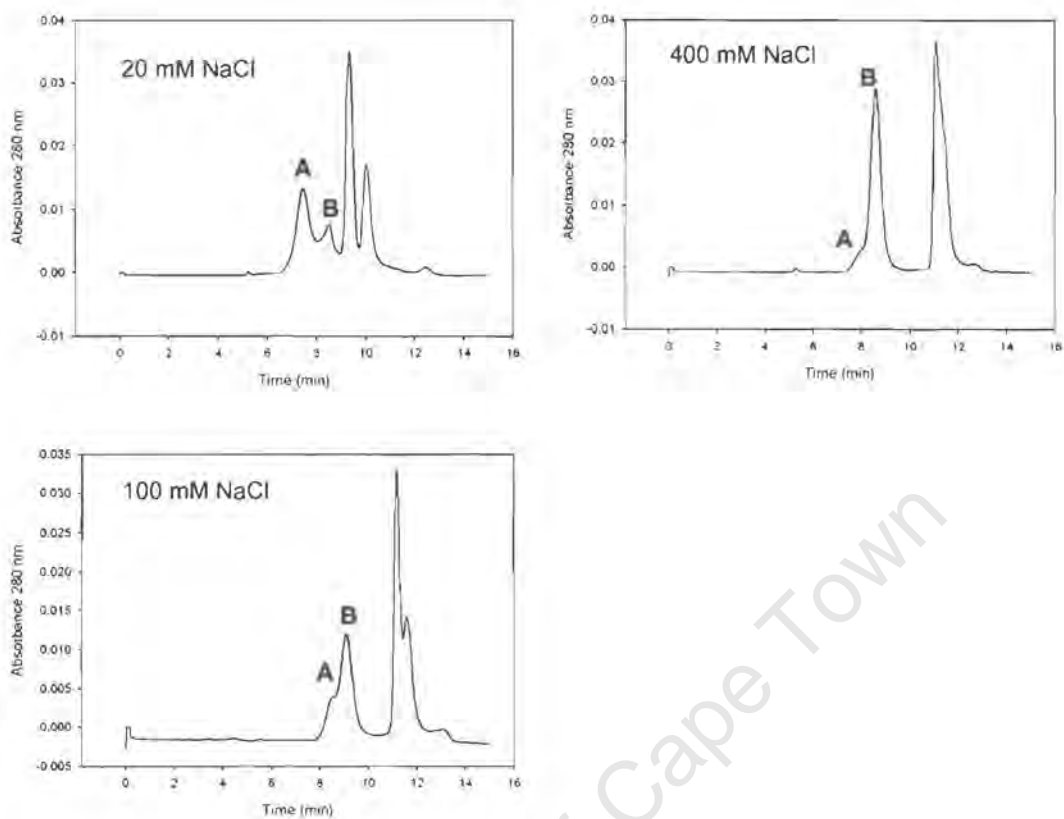 20 mM NaCl
A
B
Absorbance 280 nm
0.04
0.03
0.02
0.01
0.00
-0.01
0 2 4 6 8 10 12 14 16
Time (min)
400 mM NaCl
B
A
Absorbance 280 nm
0.04
0.03
0.02
0.01
0.00
-0.01
0 2 4 6 8 10 12 14 16
Time (min)
100 mM NaCl
B
A
Absorbance 280 nm
0.035
0.030
0.025
0.020
0.015
0.010
0.005
0.000
-0.005
0 2 4 6 8 10 12 14 16
Time (min)
Cape Town